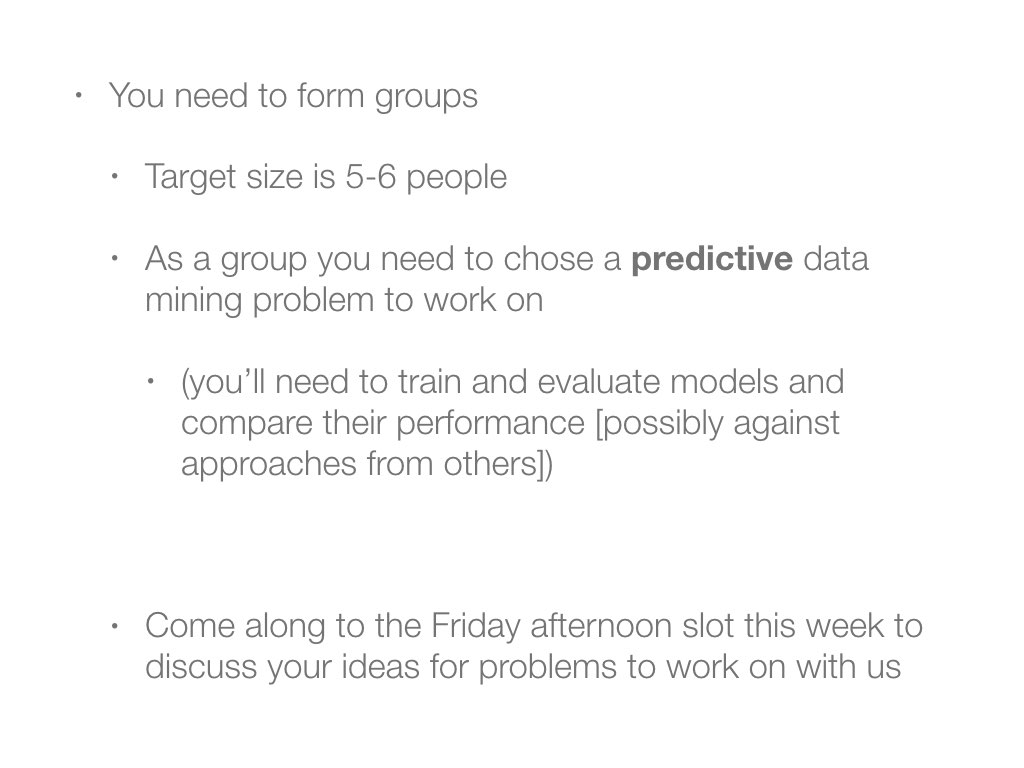 • You need to form groups
• Target size is 5-6 people
• As a group you need to chose a predictive data
mining problem to work on
• (you’ll need to train and evaluate models and
compare their performance [possibly against
approaches from others])
• Come along to the Friday afternoon slot this week to
discuss your ideas for problems to work on with us